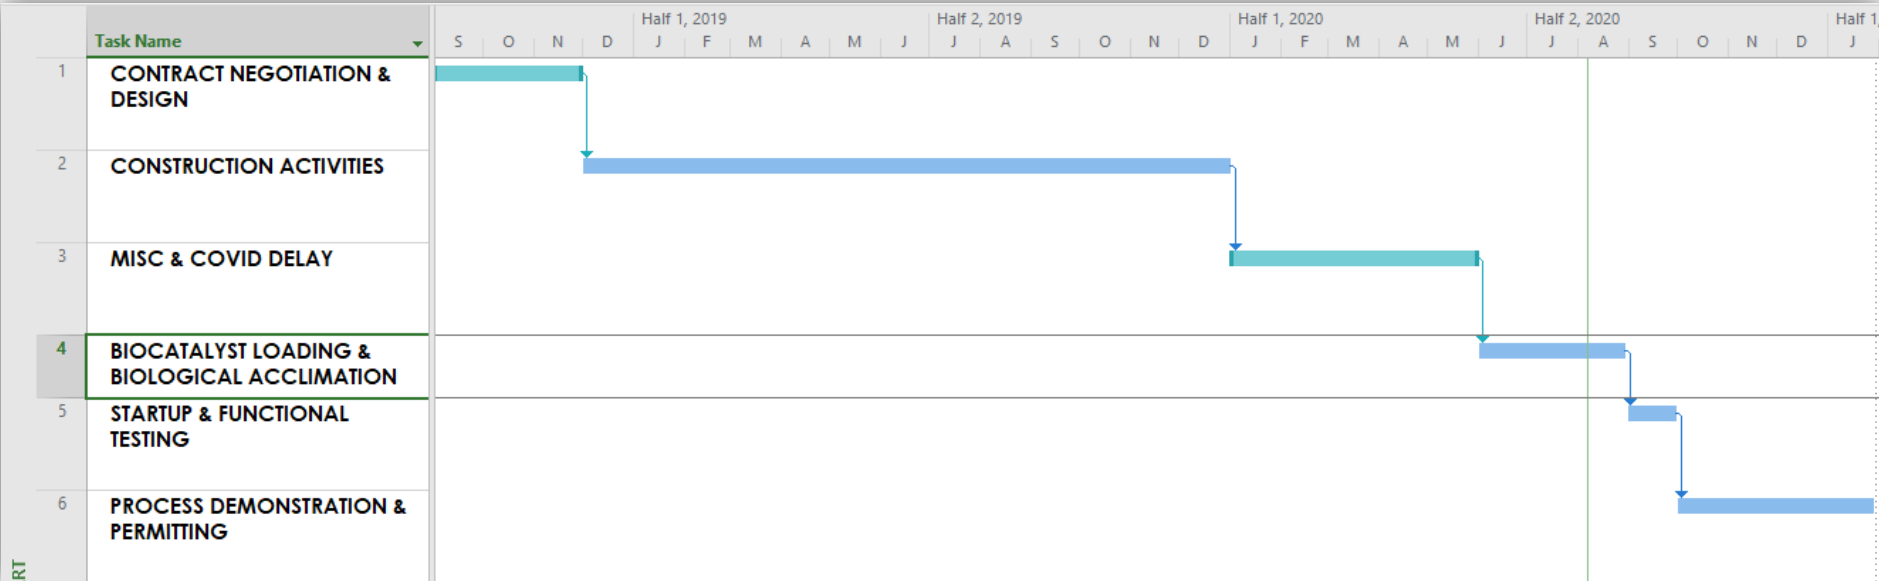 Half 1, 2019 Half 2, 2019 Half 1, 2020 Half 2, 2020 Half 1,
Task Name S O N D J F M A M J J A S O N D J F M A M J J A S O N D J
1 CONTRACT NEGOTIATION &
DESIGN
2 CONSTRUCTION ACTIVITIES
3 MISC & COVID DELAY
4 BIOCATALYST LOADING &
BIOLOGICAL ACCLIMATION
5 STARTUP & FUNCTIONAL
TESTING
6 PROCESS DEMONSTRATION &
PERMITTING
RT